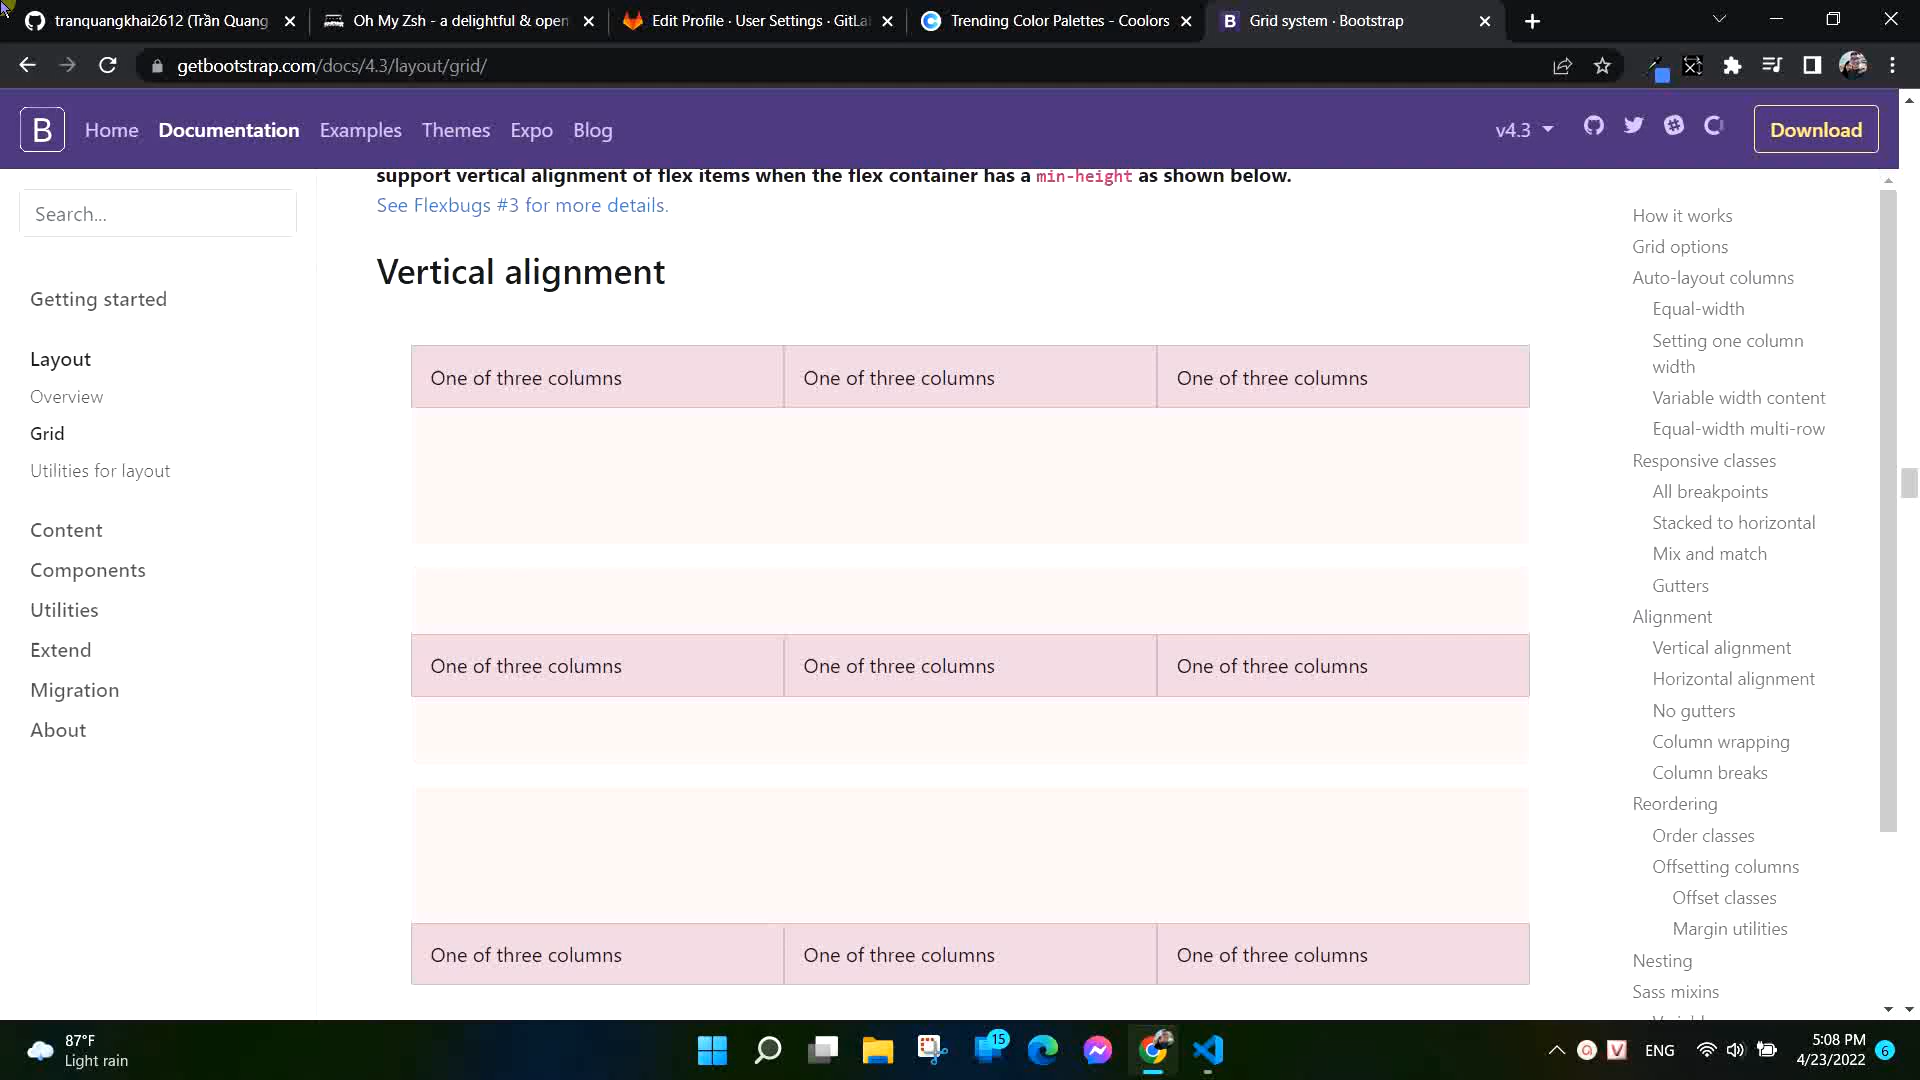 tranquangkhai2612 (Trần Quang
Oh My Zsh - a delightful & open
Edit Profile · User Settings · GitLa
Trending Color Palettes - Coolors
B Grid system · Bootstrap
getbootstrap.com/docs/4.3/layout/grid/
B Home Documentation Examples Themes Expo Blog
v4.3
Download
support vertical alignment of flex items when the flex container has a min-height as shown below.
See Flexbugs #3 for more details.
Search...
Getting started
Layout
Overview
Grid
Utilities for layout
Content
Components
Utilities
Extend
Migration
About
Vertical alignment
One of three columns One of three columns One of three columns
One of three columns One of three columns One of three columns
One of three columns One of three columns One of three columns
How it works
Grid options
Auto-layout columns
Equal-width
Setting one column
width
Variable width content
Equal-width multi-row
Responsive classes
All breakpoints
Stacked to horizontal
Mix and match
Gutters
Alignment
Vertical alignment
Horizontal alignment
No gutters
Column wrapping
Column breaks
Reordering
Order classes
Offsetting columns
Offset classes
Margin utilities
Nesting
Sass mixins
87°F
Light rain
15
V
ENG
5:08 PM
4/23/2022
6